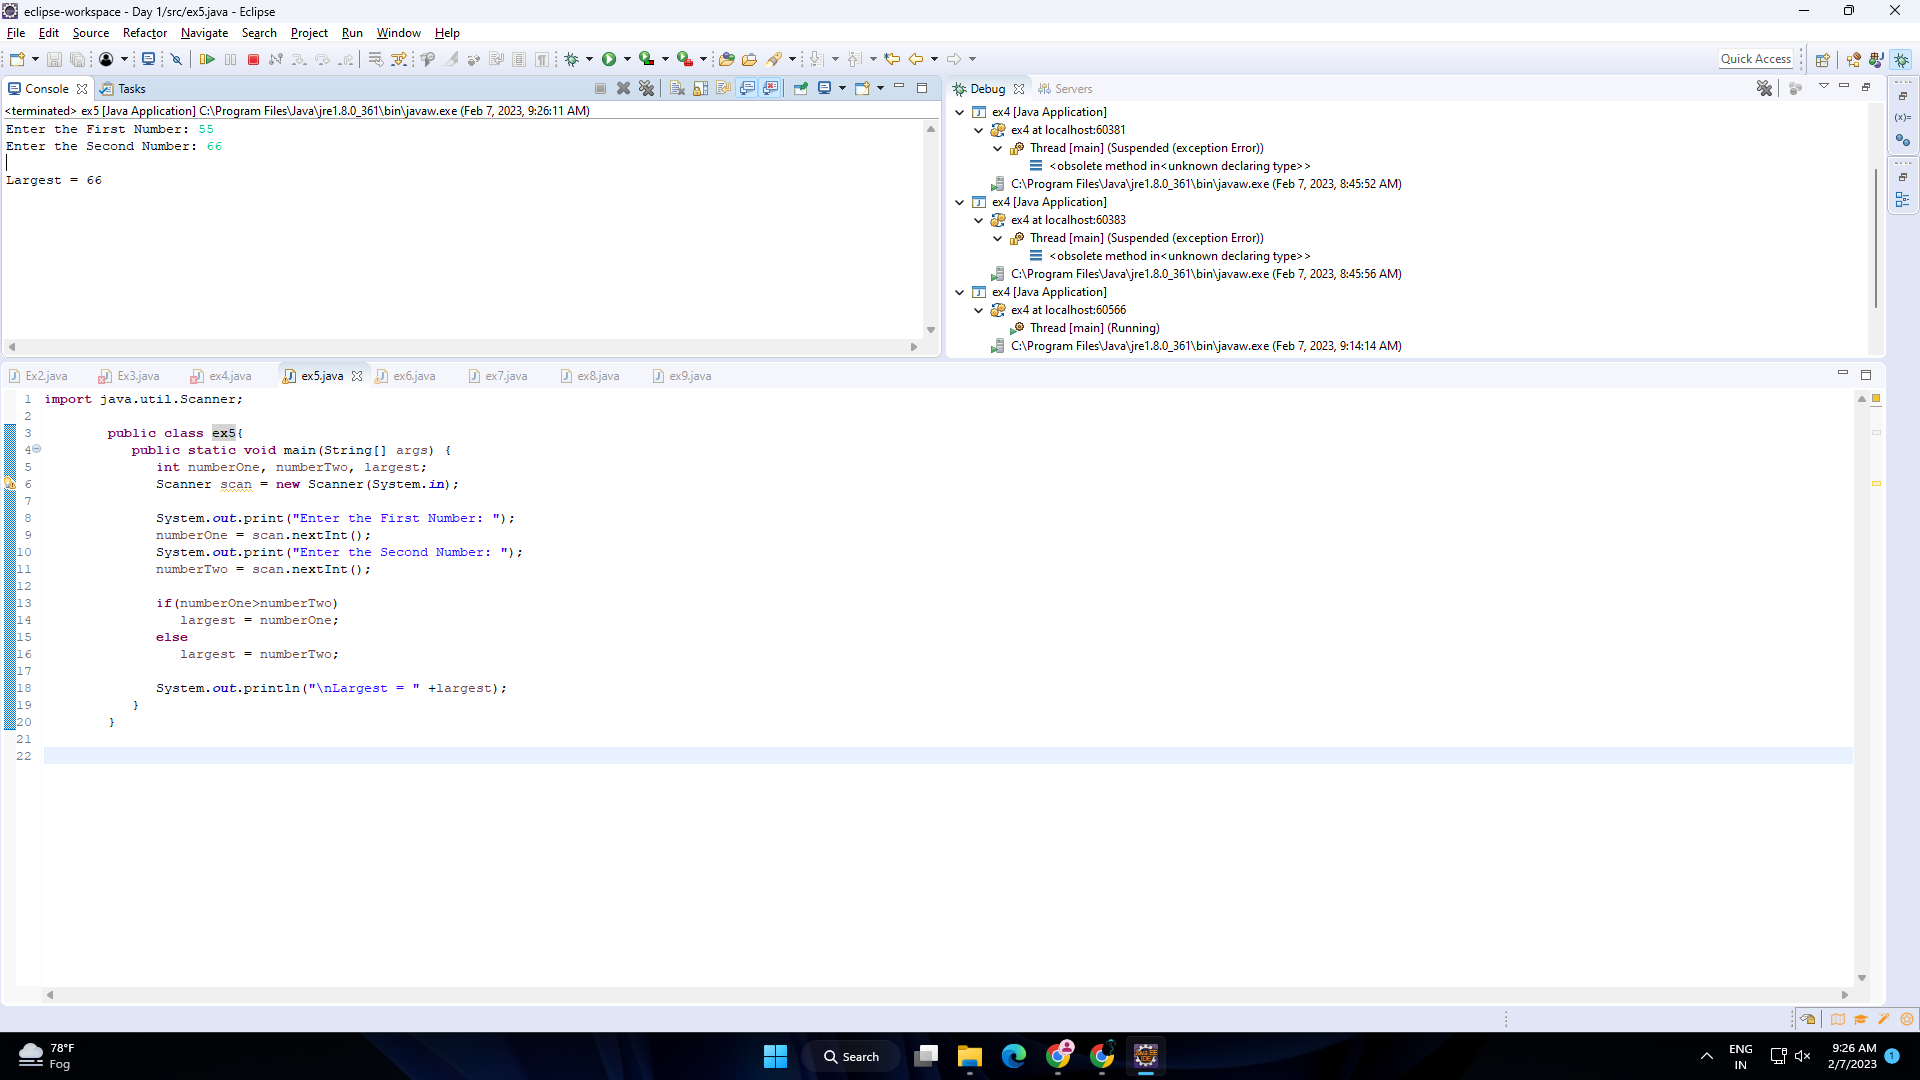 eclipse-workspace - Day 1/src/ex5.java - Eclipse
File Edit Source Refactor Navigate Search Project Run Window Help
Quick Access
Console Tasks
<terminated> ex5 [Java Application] C:\Program Files\Java\jre1.8.0_361\bin\javaw.exe (Feb 7, 2023, 9:26:11 AM)
Enter the First Number: 55
Enter the Second Number: 66
Largest = 66
Debug Servers
ex4 [Java Application]
ex4 at localhost:60381
Thread [main] (Suspended (exception Error))
<obsolete method in<unknown declaring type>>
C:\Program Files\Java\jre1.8.0_361\bin\javaw.exe (Feb 7, 2023, 8:45:52 AM)
ex4 [Java Application]
ex4 at localhost:60383
Thread [main] (Suspended (exception Error))
<obsolete method in<unknown declaring type>>
C:\Program Files\Java\jre1.8.0_361\bin\javaw.exe (Feb 7, 2023, 8:45:56 AM)
ex4 [Java Application]
ex4 at localhost:60566
Thread [main] (Running)
C:\Program Files\Java\jre1.8.0_361\bin\javaw.exe (Feb 7, 2023, 9:14:14 AM)
(x)=
Ex2.java Ex3.java ex4.java ex5.java ex6.java ex7.java ex8.java ex9.java
1 import java.util.Scanner;
2
3 public class ex5{
4 public static void main(String[] args) {
5 int numberOne, numberTwo, largest;
6 Scanner scan = new Scanner(System.in);
7
8 System.out.print("Enter the First Number: ");
9 numberOne = scan.nextInt();
10 System.out.print("Enter the Second Number: ");
11 numberTwo = scan.nextInt();
12
13 if(numberOne>numberTwo)
14 largest = numberOne;
15 else
16 largest = numberTwo;
17
18 System.out.println("\nLargest = " +largest);
19 }
20 }
21
22
78°F
Fog
Search
ENG
IN
9:26 AM
2/7/2023
1